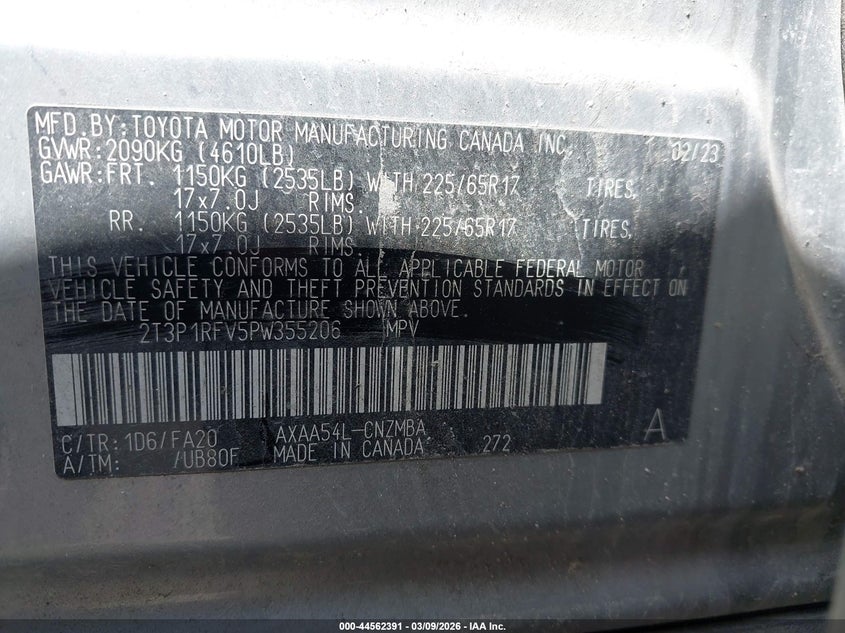 MFD.BY:TOYOTA MOTOR MANUFACTURING CANADA INC. 02/23
GVWR:2090KG (4610LB)
GAWR:FRT. 1150KG (2535LB) WITH 225/65R17 TIRES,
17x7.0J RIMS.
RR. 1150KG (2535LB) WITH 225/65R17 TIRES,
17x7.0J RIMS.
THIS VEHICLE CONFORMS TO ALL APPLICABLE FEDERAL MOTOR
VEHICLE SAFETY AND THEFT PREVENTION STANDARDS IN EFFECT ON
THE DATE OF MANUFACTURE SHOWN ABOVE.
2T3P1RFV5PW355206 MPV
C/TR:1D6/FA20 AXAA54L-CNZMBA A
A/TM: /UB80F MADE IN CANADA 272
000-44562391 - 03/09/2026 - IAA Inc.